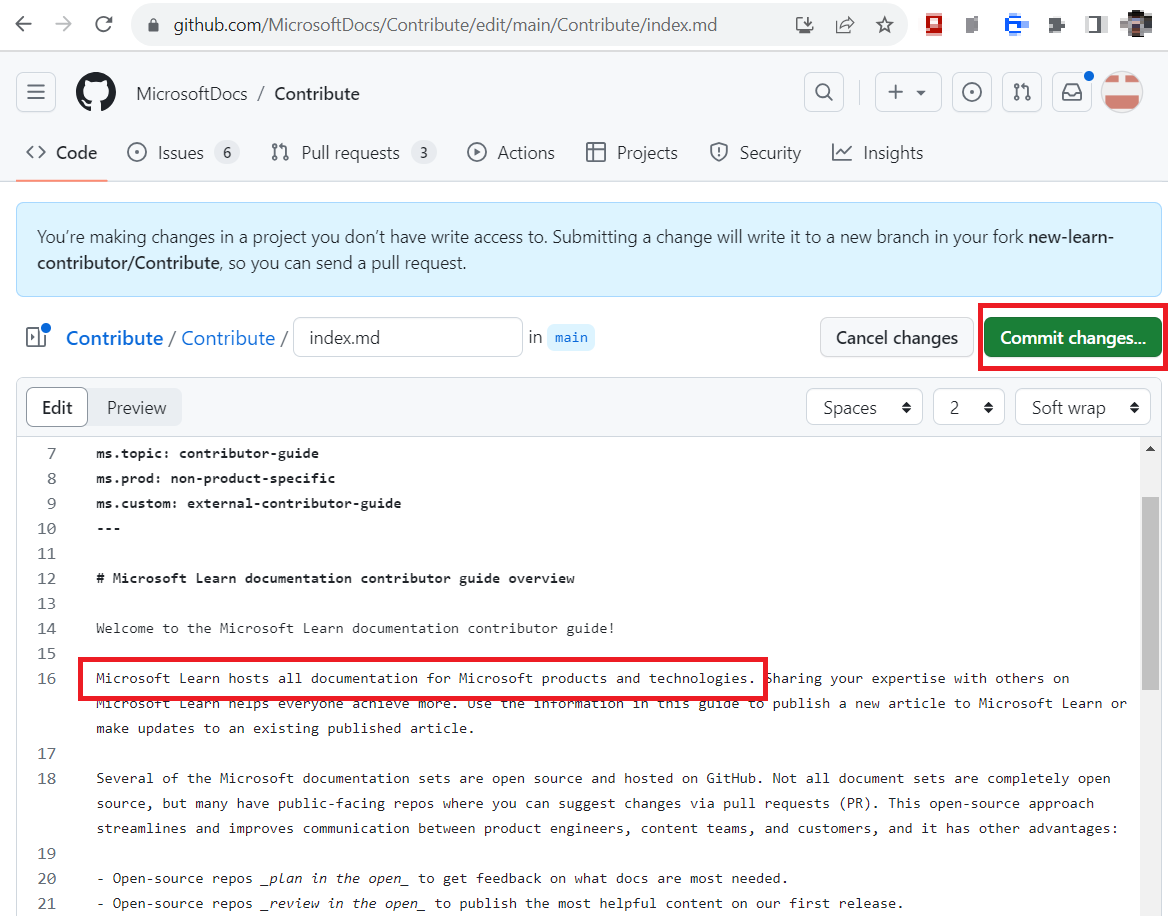 github.com/MicrosoftDocs/Contribute/edit/main/Contribute/index.md
MicrosoftDocs / Contribute
Code Issues 6 Pull requests 3 Actions Projects Security Insights
You’re making changes in a project you don’t have write access to. Submitting a change will write it to a new branch in your fork new-learn-
contributor/Contribute, so you can send a pull request.
Contribute / Contribute / index.md in main Cancel changes Commit changes...
Edit Preview Spaces 2 Soft wrap
7 ms.topic: contributor-guide
8 ms.prod: non-product-specific
9 ms.custom: external-contributor-guide
10 ---
11
12 # Microsoft Learn documentation contributor guide overview
13
14 Welcome to the Microsoft Learn documentation contributor guide!
15
16 Microsoft Learn hosts all documentation for Microsoft products and technologies. Sharing your expertise with others on
Microsoft Learn helps everyone achieve more. Use the information in this guide to publish a new article to Microsoft Learn or
make updates to an existing published article.
17
18 Several of the Microsoft documentation sets are open source and hosted on GitHub. Not all document sets are completely open
source, but many have public-facing repos where you can suggest changes via pull requests (PR). This open-source approach
streamlines and improves communication between product engineers, content teams, and customers, and it has other advantages:
19
20 - Open-source repos _plan in the open_ to get feedback on what docs are most needed.
21 - Open-source repos _review in the open_ to publish the most helpful content on our first release.